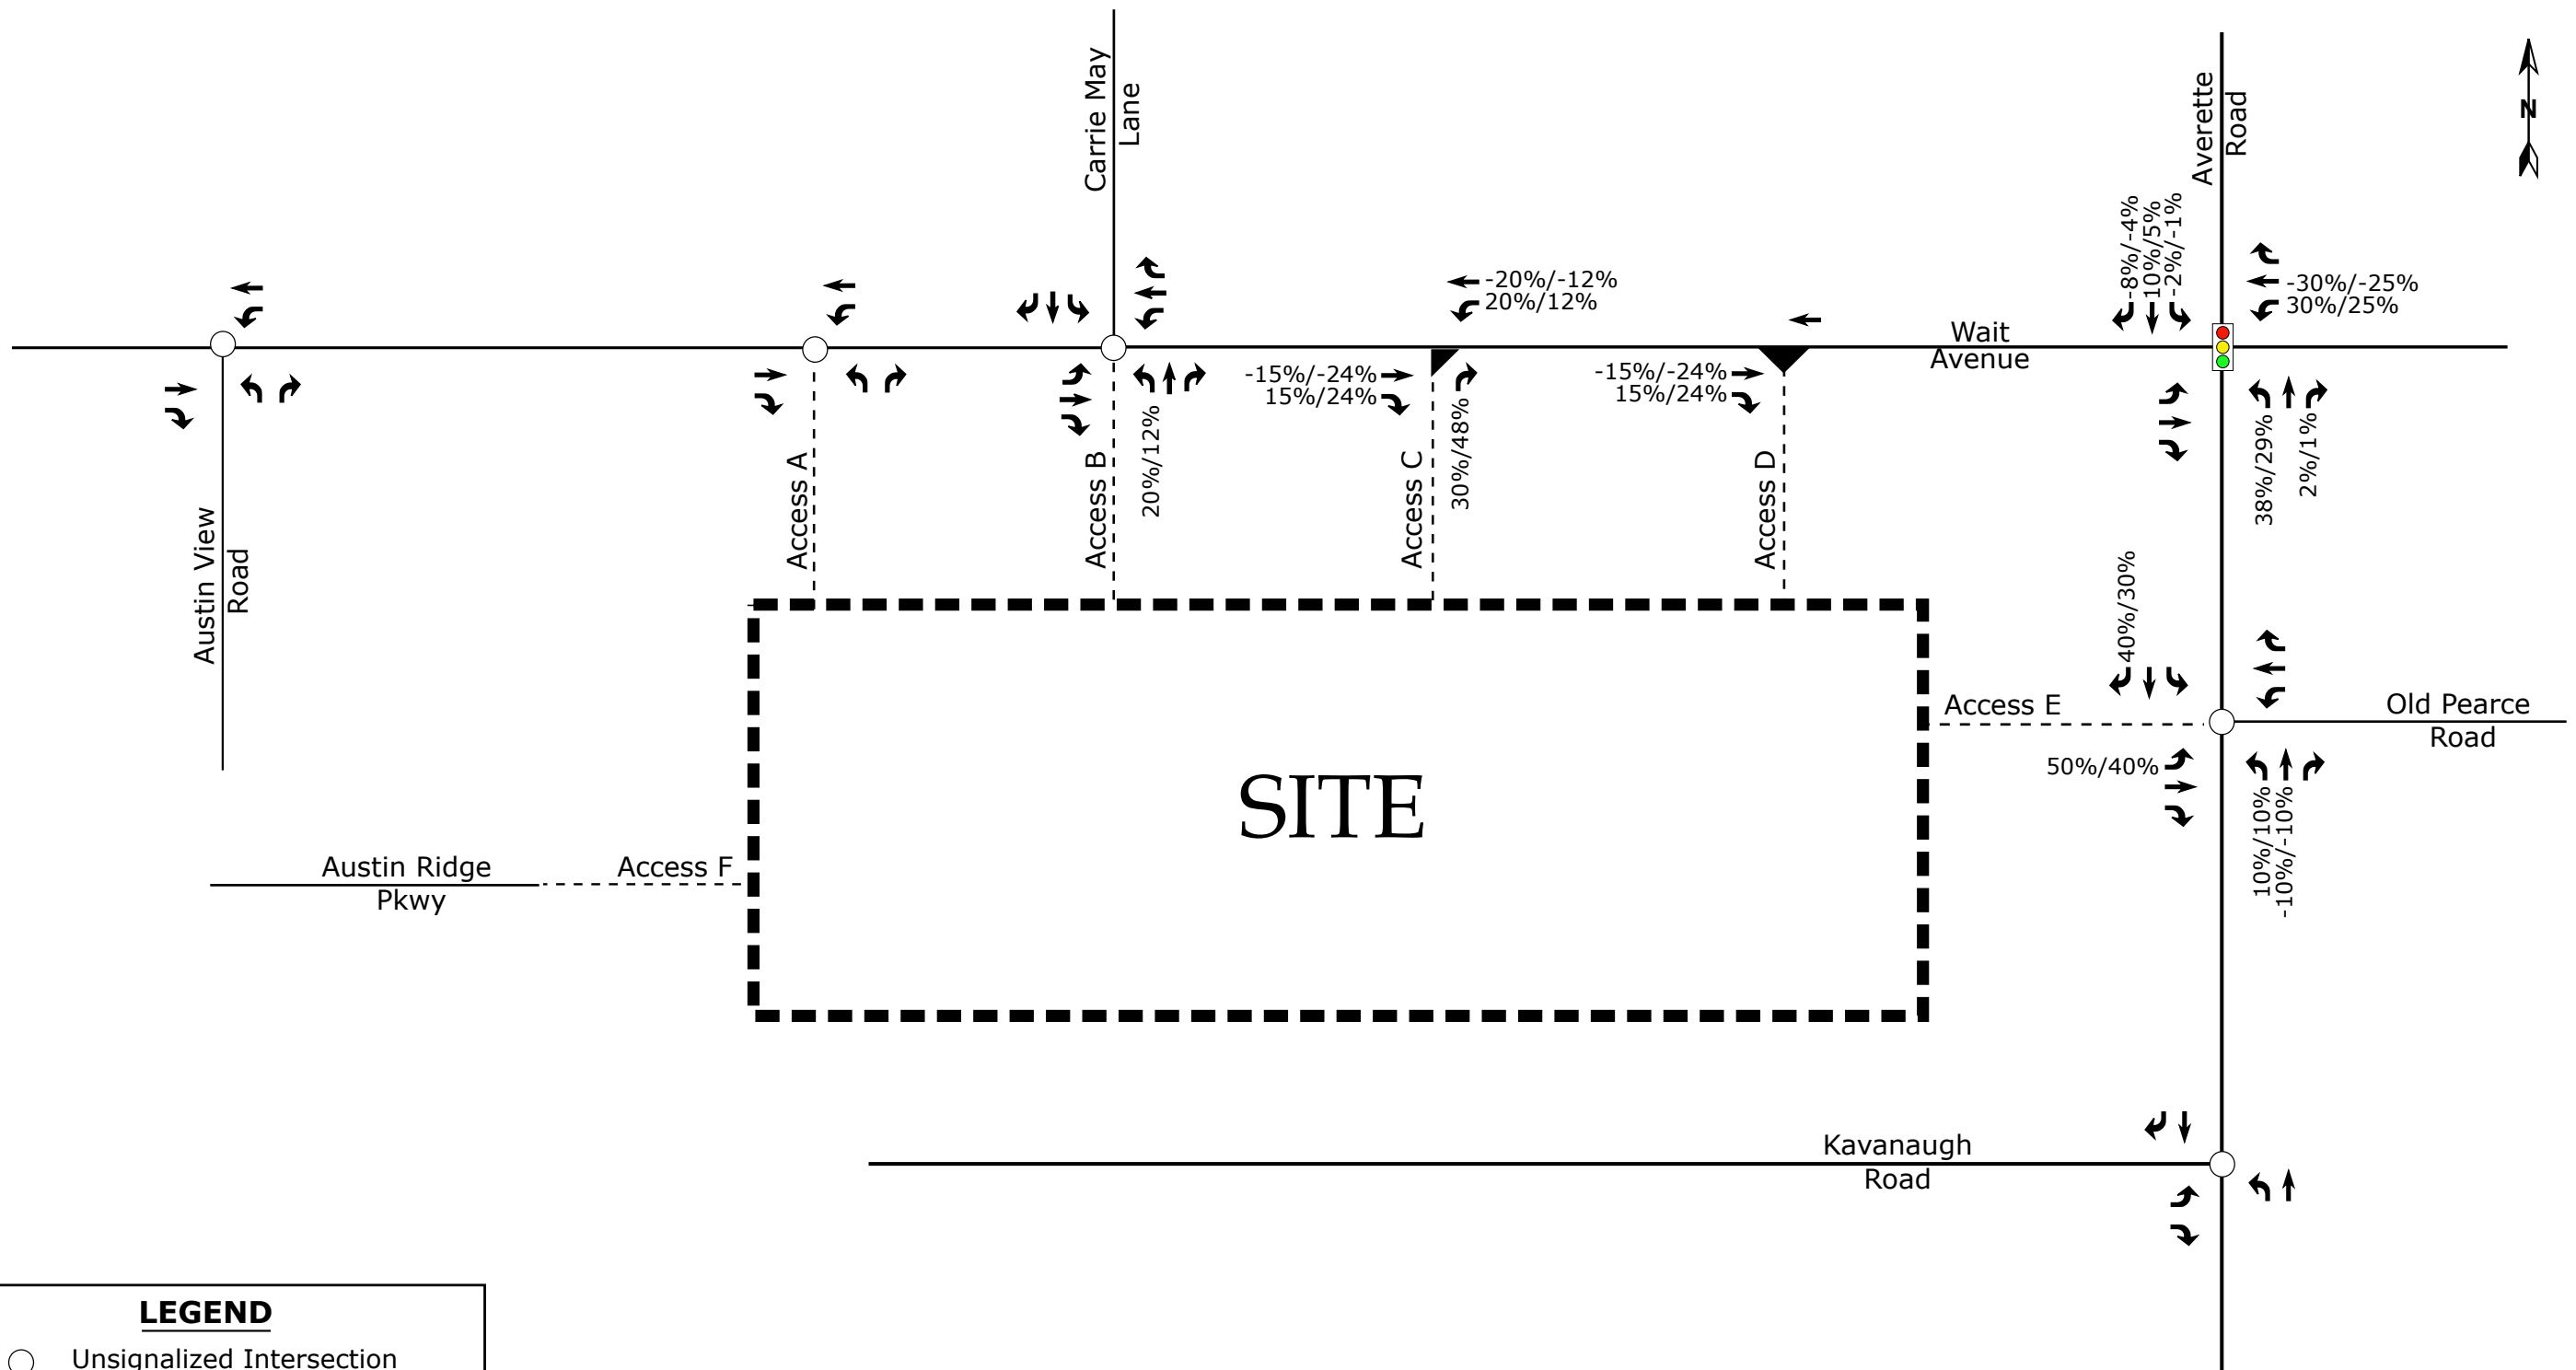 Carrie May
Lane
Averette
Road
N
-8%/-4%
10%/5%
-2%/-1%
-20%/-12%
20%/12%
-30%/-25%
30%/25%
Wait
Avenue
-15%/-24%
15%/24%
-15%/-24%
15%/24%
20%/12%
30%/48%
38%/29%
2%/1%
Access A
Access B
Access C
Access D
Austin View
Road
40%/30%
Access E
Old Pearce
Road
50%/40%
10%/10%
-10%/-10%
SITE
Austin Ridge
Pkwy
Access F
Kavanaugh
Road
LEGEND
Unsignalized Intersection